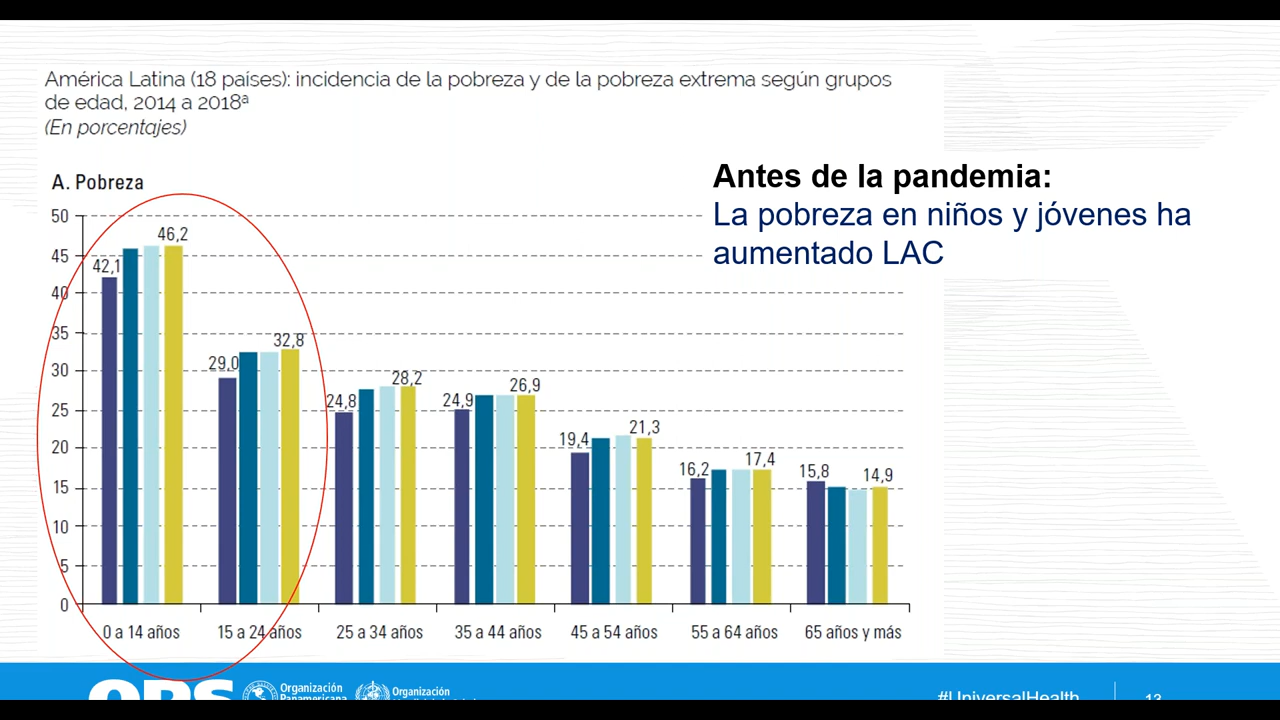 América Latina (18 países): incidencia de la pobreza y de la pobreza extrema según grupos
de edad, 2014 a 2018ª
(En porcentajes)
Antes de la pandemia:
La pobreza en niños y jóvenes ha
aumentado LAC
A. Pobreza
50
45
40
35
30
25
20
15
10
5
0
42,1
46,2
29,0
32,8
24,8
28,2
24,9
26,9
19,4
21,3
16,2
17,4
15,8
14,9
0 a 14 años
15 a 24 años
25 a 34 años
35 a 44 años
45 a 54 años
55 a 64 años
65 años y más
OPS
Organización
Panamericana
Organización
#UniversalHealth
13